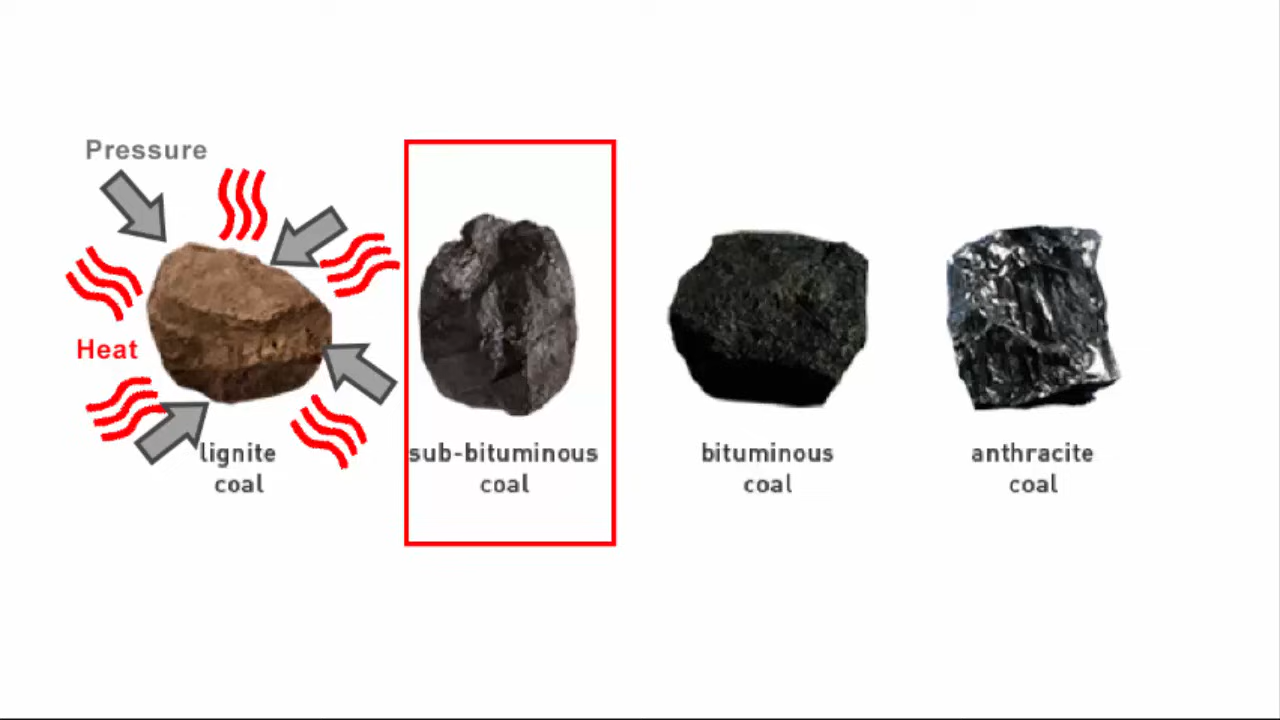 Pressure
Heat
lignite
coal
sub-bituminous
coal
bituminous
coal
anthracite
coal